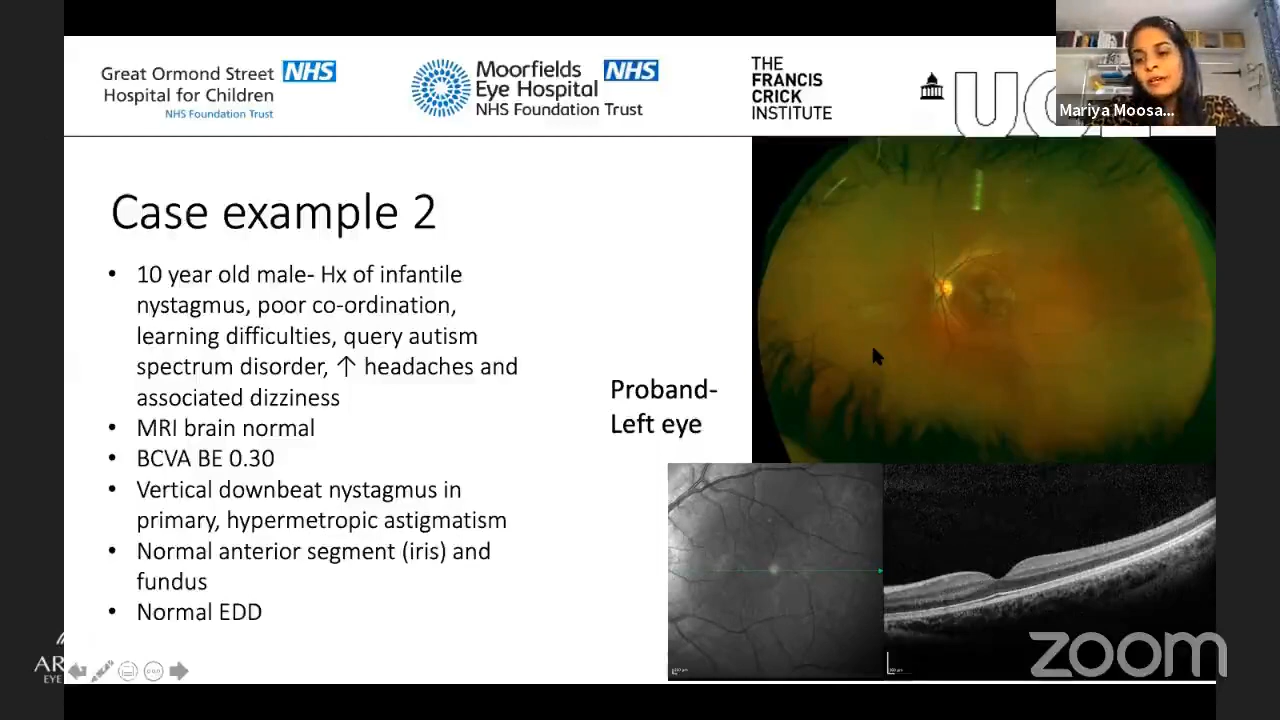 Great Ormond Street NHS
Hospital for Children
NHS Foundation Trust
Moorfields NHS
Eye Hospital
NHS Foundation Trust
THE
FRANCIS
CRICK
INSTITUTE
Mariya Moosa...
Case example 2
• 10 year old male- Hx of infantile
nystagmus, poor co-ordination,
learning difficulties, query autism
spectrum disorder, ↑ headaches and
associated dizziness
• MRI brain normal
• BCVA BE 0.30
• Vertical downbeat nystagmus in
primary, hypermetropic astigmatism
• Normal anterior segment (iris) and
fundus
• Normal EDD
Proband-
Left eye
zoom